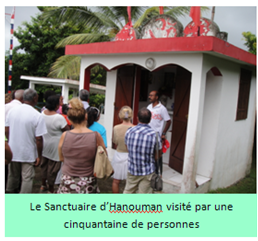 Le Sanctuaire d'Hanouman visité par une
cinquantaine de personnes